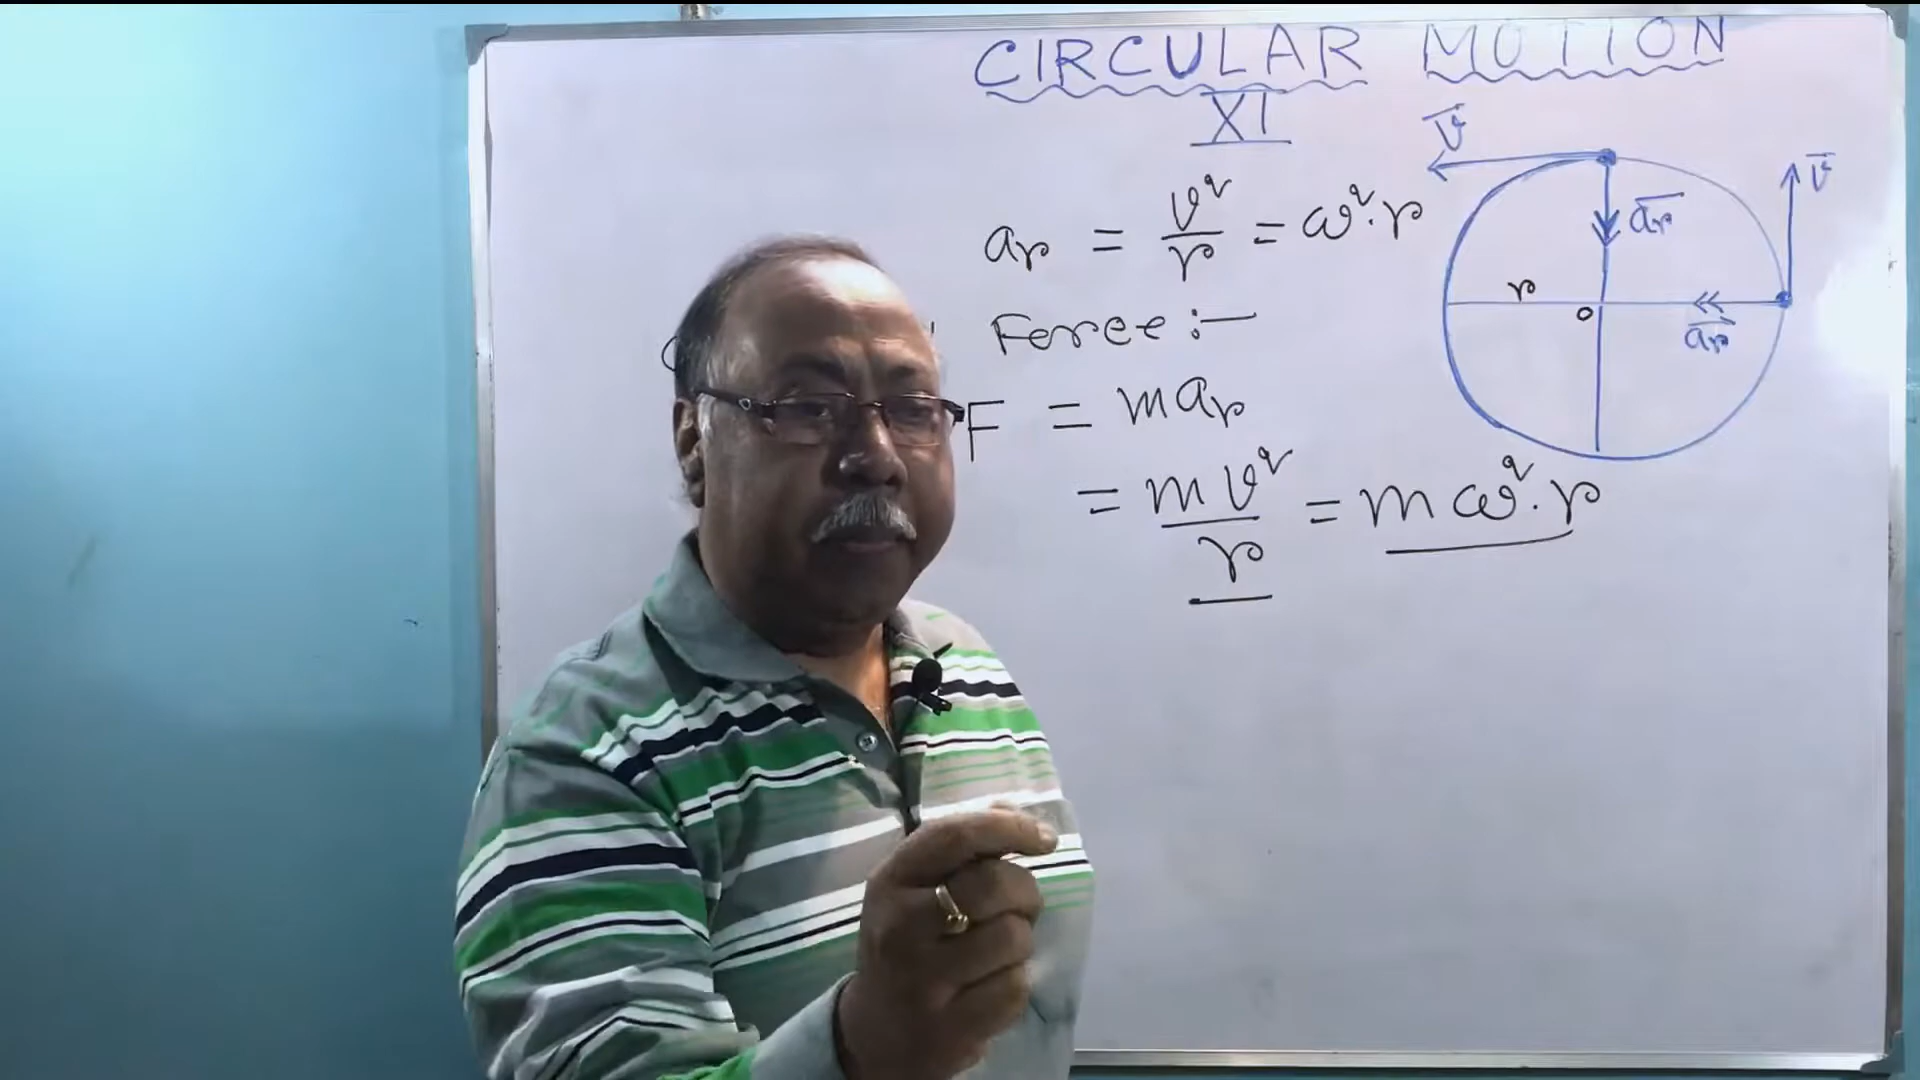 CIRCULAR MOTION
XI
a_r = v²/r = ω².r
Force :-
F = ma_r
= mv²/r = mω².r
v̄
v̄
a̅_r
r
o
a̅_r